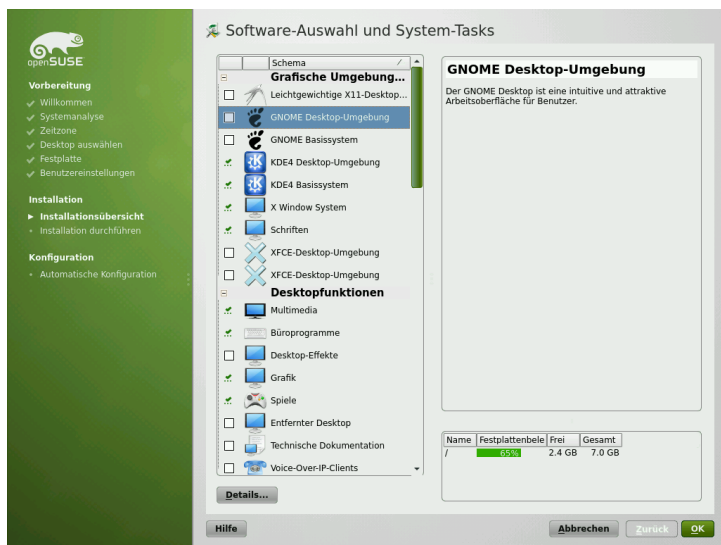 openSUSE
Vorbereitung
Willkommen
Systemanalyse
Zeitzone
Desktop auswählen
Festplatte
Benutzereinstellungen
Installation
Installationsübersicht
Installation durchführen
Konfiguration
Automatische Konfiguration
Software-Auswahl und System-Tasks
Schema
Grafische Umgebung...
Leichtgewichtige X11-Desktop...
GNOME Desktop-Umgebung
GNOME Basissystem
KDE4 Desktop-Umgebung
KDE4 Basissystem
X Window System
Schriften
XFCE-Desktop-Umgebung
XFCE-Desktop-Umgebung
Desktopfunktionen
Multimedia
Büroprogramme
Desktop-Effekte
Grafik
Spiele
Entfernter Desktop
Technische Dokumentation
Voice-Over-IP-Clients
Details...
GNOME Desktop-Umgebung
Der GNOME Desktop ist eine intuitive und attraktive
Arbeitsoberfläche für Benutzer.
Name Festplattenbele Frei Gesamt
/ 65% 2.4 GB 7.0 GB
Hilfe Abbrechen Zurück OK